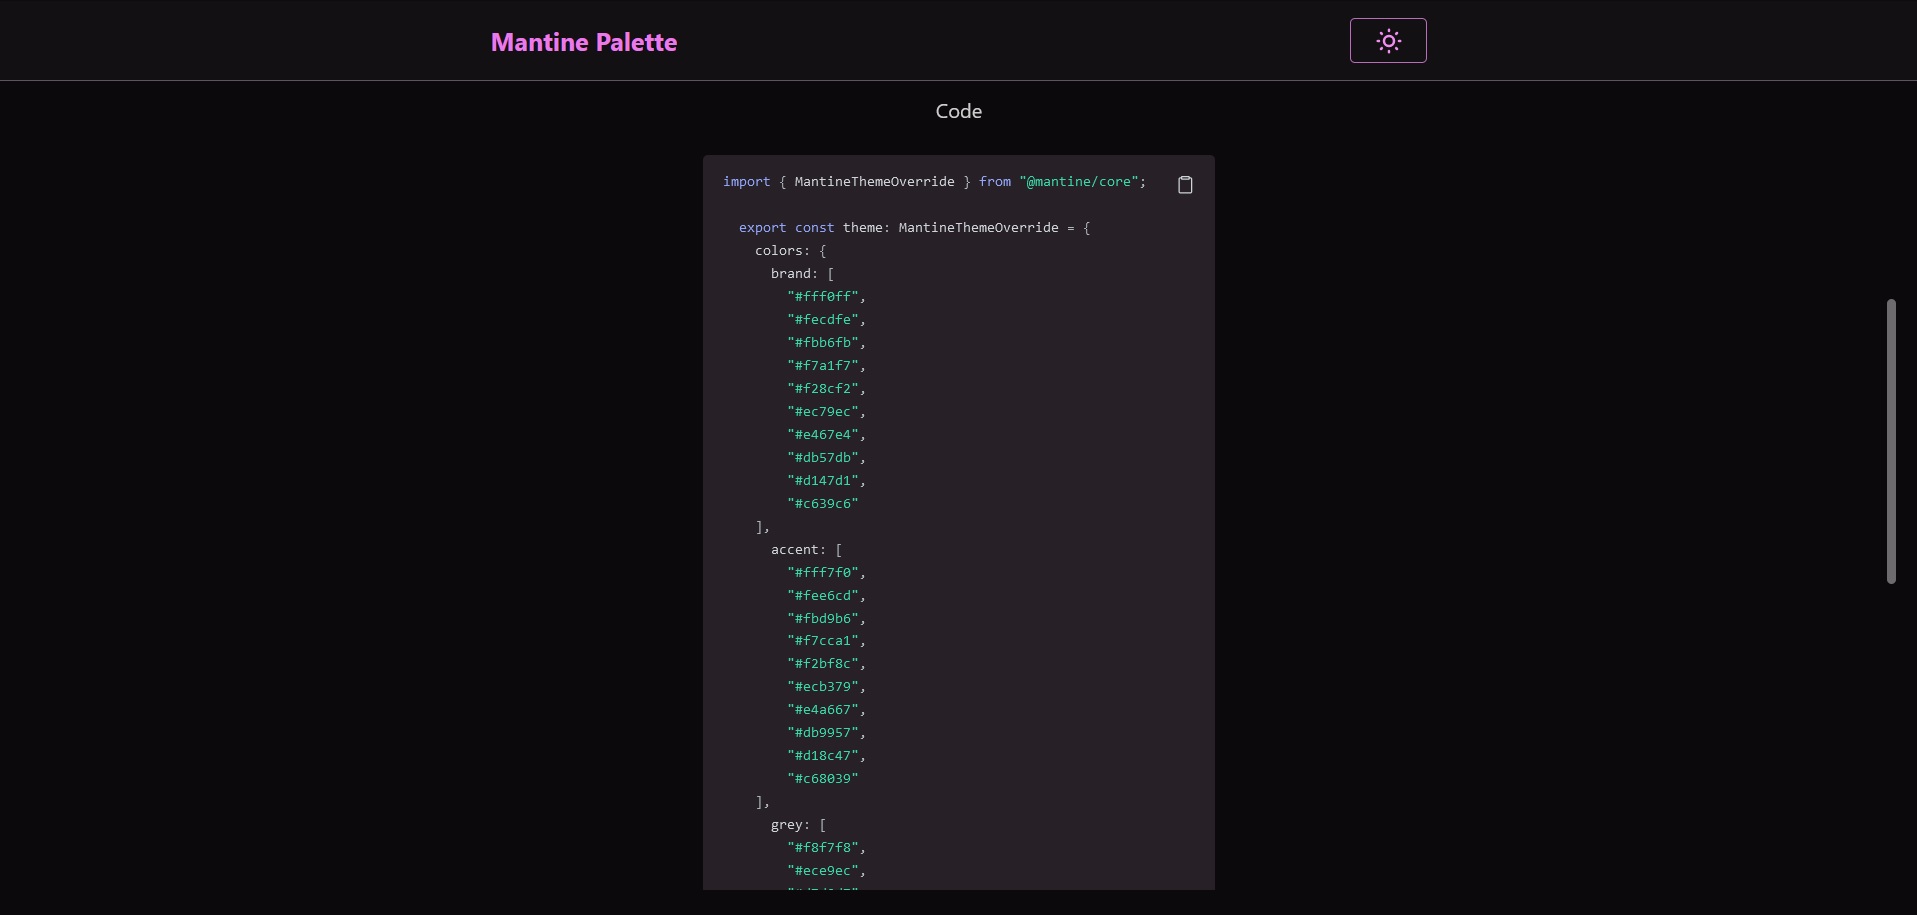 Mantine Palette
Code
import { MantineThemeOverride } from "@mantine/core";
export const theme: MantineThemeOverride = {
colors: {
brand: [
"#fff0ff",
"#fecdfe",
"#fbb6fb",
"#f7a1f7",
"#f28cf2",
"#ec79ec",
"#e467e4",
"#db57db",
"#d147d1",
"#c639c6"
],
accent: [
"#fff7f0",
"#fee6cd",
"#fbd9b6",
"#f7cca1",
"#f2bf8c",
"#ecb379",
"#e4a667",
"#db9957",
"#d18c47",
"#c68039"
],
grey: [
"#f8f7f8",
"#ece9ec",